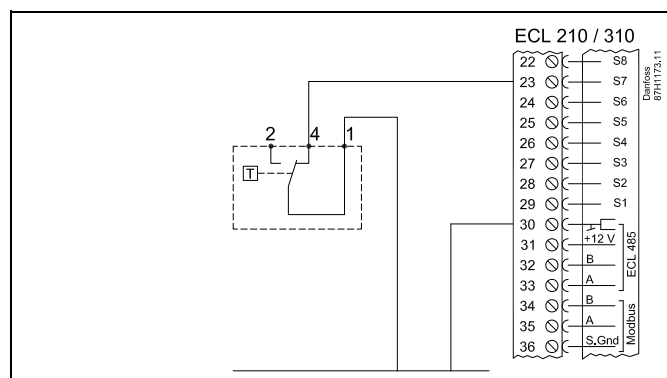 ECL 210 / 310
22 S8
23 S7
24 S6
25 S5
26 S4
27 S3
28 S2
29 S1
30
31 +12 V
32 B
33 A
34 B
35 A
36 S.Gnd
ECL 485
Modbus
Danfoss
87H1173.11
2 4 1
T